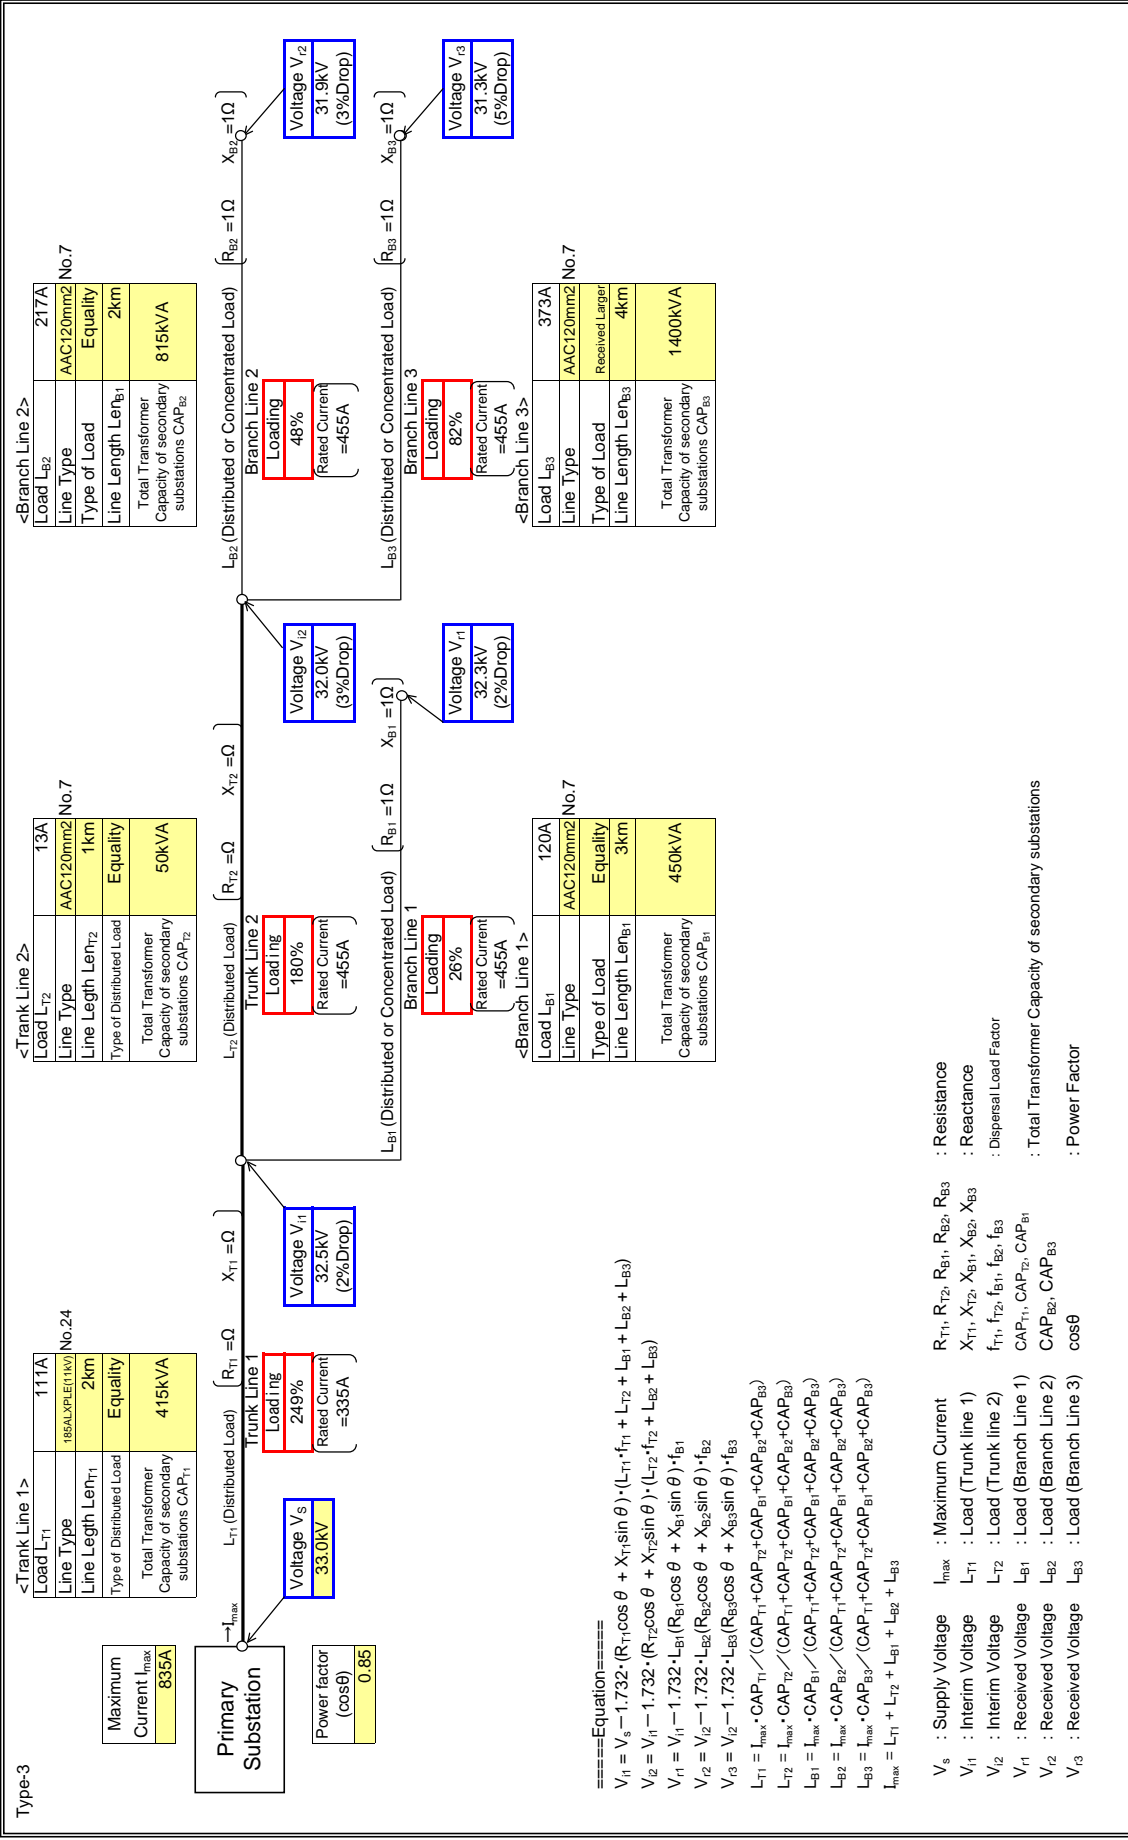 Type-3
<Trank Line 1>
Load LT1 111A
Line Type 185ALXPLE(11kV) No.24
Line Legth LenT1 2km
Type of Distributed Load Equality
Total Transformer
Capacity of secondary
substations CAPT1
415kVA
<Trank Line 2>
Load LT2 13A
Line Type AAC120mm2 No.7
Line Legth LenT2 1km
Type of Distributed Load Equality
Total Transformer
Capacity of secondary
substations CAPT2
50kVA
<Branch Line 2>
Load LB2 217A
Line Type AAC120mm2 No.7
Type of Load Equality
Line Length LenB1 2km
Total Transformer
Capacity of secondary
substations CAPB2
815kVA
Maximum
Current Imax
835A
Primary
Substation
Power factor
(cosθ)
0.85
→Imax
Voltage VS
33.0kV
LT1 (Distributed Load) (RT1 =Ω XT1 =Ω)
Trunk Line 1
Loading
249%
Rated Current
=335A
Voltage Vi1
32.5kV
(2%Drop)
LT2 (Distributed Load) (RT2 =Ω XT2 =Ω)
Trunk Line 2
Loading
180%
Rated Current
=455A
Voltage Vi2
32.0kV
(3%Drop)
LB2 (Distributed or Concentrated Load) (RB2 =1Ω XB2 =1Ω)
Branch Line 2
Loading
48%
Rated Current
=455A
Voltage Vr2
31.9kV
(3%Drop)
LB1 (Distributed or Concentrated Load) (RB1 =1Ω XB1 =1Ω)
Branch Line 1
Loading
26%
Rated Current
=455A
Voltage Vr1
32.3kV
(2%Drop)
LB3 (Distributed or Concentrated Load) (RB3 =1Ω XB3 =1Ω)
Branch Line 3
Loading
82%
Rated Current
=455A
Voltage Vr3
31.3kV
(5%Drop)
<Branch Line 1>
Load LB1 120A
Line Type AAC120mm2 No.7
Type of Load Equality
Line Length LenB1 3km
Total Transformer
Capacity of secondary
substations CAPB1
450kVA
<Branch Line 3>
Load LB3 373A
Line Type AAC120mm2 No.7
Type of Load Received Larger
Line Length LenB3 4km
Total Transformer
Capacity of secondary
substations CAPB3
1400kVA
=====Equation=====
Vi1 = Vs－1.732・(RT1cos θ + XT1sin θ)・(LT1・fT1 + LT2 + LB1 + LB2 + LB3)
Vi2 = Vi1－1.732・(RT2cos θ + XT2sin θ)・(LT2・fT2 + LB2 + LB3)
Vr1 = Vi1－1.732・LB1(RB1cos θ + XB1sin θ)・fB1
Vr2 = Vi2－1.732・LB2(RB2cos θ + XB2sin θ)・fB2
Vr3 = Vi2－1.732・LB3(RB3cos θ + XB3sin θ)・fB3
LT1 = Imax・CAPT1／(CAPT1+CAPT2+CAPB1+CAPB2+CAPB3)
LT2 = Imax・CAPT2／(CAPT1+CAPT2+CAPB1+CAPB2+CAPB3)
LB1 = Imax・CAPB1／(CAPT1+CAPT2+CAPB1+CAPB2+CAPB3)
LB2 = Imax・CAPB2／(CAPT1+CAPT2+CAPB1+CAPB2+CAPB3)
LB3 = Imax・CAPB3／(CAPT1+CAPT2+CAPB1+CAPB2+CAPB3)
Imax = LT1 + LT2 + LB1 + LB2 + LB3
Vs : Supply Voltage Imax : Maximum Current RT1, RT2, RB1, RB2, RB3 : Resistance
Vi1 : Interim Voltage LT1 : Load (Trunk line 1) XT1, XT2, XB1, XB2, XB3 : Reactance
Vi2 : Interim Voltage LT2 : Load (Trunk line 2) fT1, fT2, fB1, fB2, fB3 : Dispersal Load Factor
Vr1 : Received Voltage LB1 : Load (Branch Line 1) CAPT1, CAPT2, CAPB1
Vr2 : Received Voltage LB2 : Load (Branch Line 2) CAPB2, CAPB3 : Total Transformer Capacity of secondary substations
Vr3 : Received Voltage LB3 : Load (Branch Line 3) cosθ : Power Factor